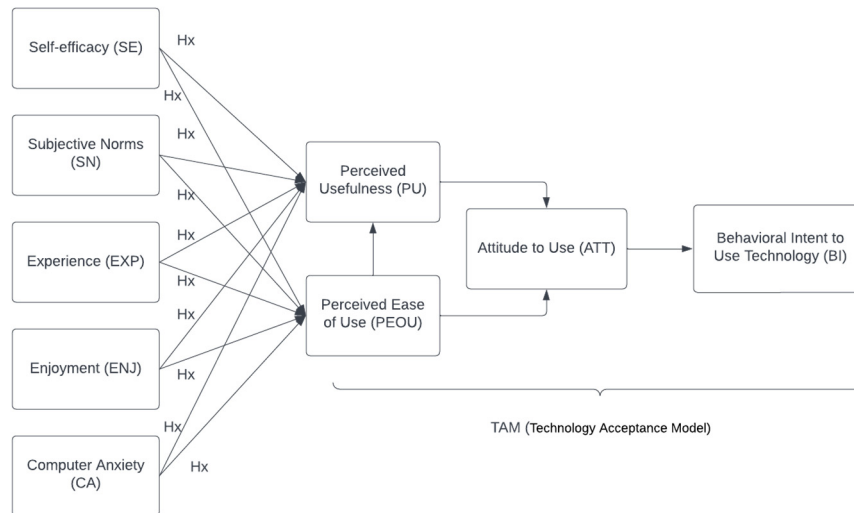 Self-efficacy (SE)
Hx
Hx
Subjective Norms
(SN)
Hx
Hx
Experience (EXP)
Hx
Hx
Enjoyment (ENJ)
Hx
Hx
Computer Anxiety
(CA)
Hx
Hx
Perceived
Usefulness (PU)
Perceived Ease
of Use (PEOU)
Attitude to Use (ATT)
Behavioral Intent to
Use Technology (BI)
TAM (Technology Acceptance Model)